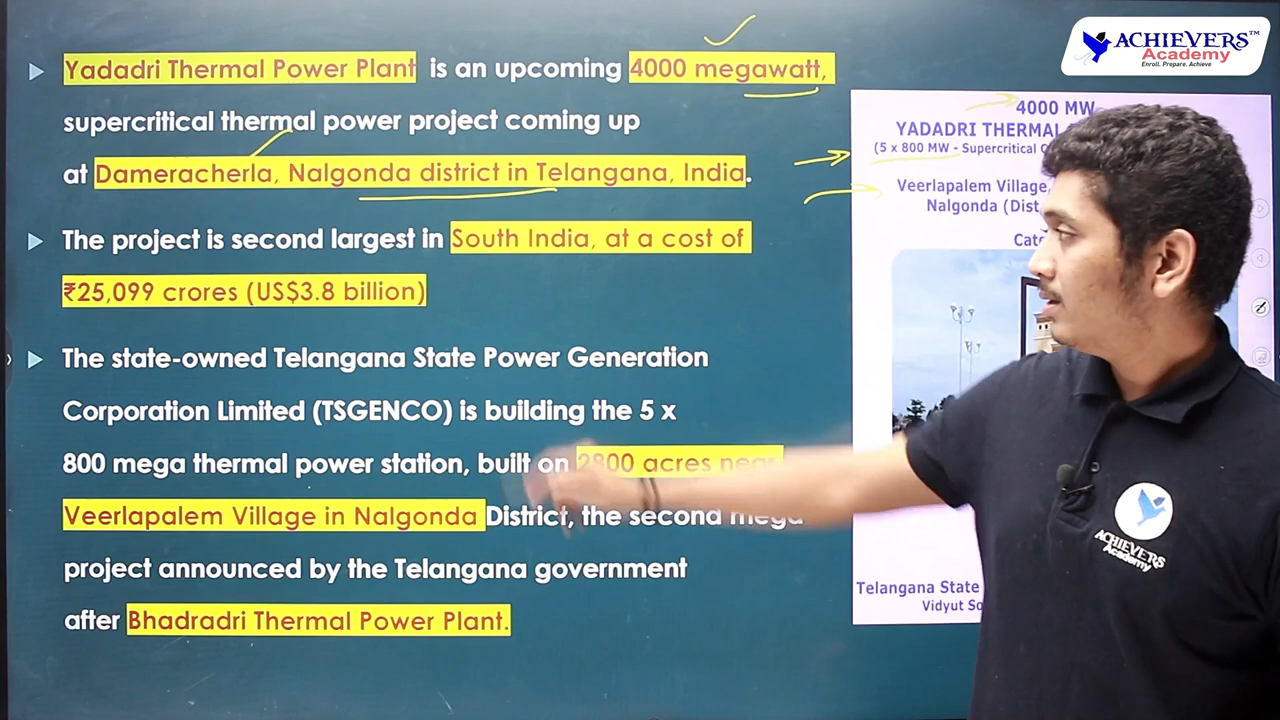 ACHIEVERS™
Academy
Enroll. Prepare. Achieve
Yadadri Thermal Power Plant is an upcoming 4000 megawatt,
supercritical thermal power project coming up
at Dameracherla, Nalgonda district in Telangana, India.
The project is second largest in South India, at a cost of
₹25,099 crores (US$3.8 billion)
The state-owned Telangana State Power Generation
Corporation Limited (TSGENCO) is building the 5 x
800 mega thermal power station, built on 2800 acres near
Veerlapalem Village in Nalgonda District, the second mega
project announced by the Telangana government
after Bhadradri Thermal Power Plant.
4000 MW
YADADRI THERMAL
(5 x 800 MW - Supercritical
Veerlapalem Village,
Nalgonda (Dist
Telangana State
Vidyut
ACHIEVERS
Academy